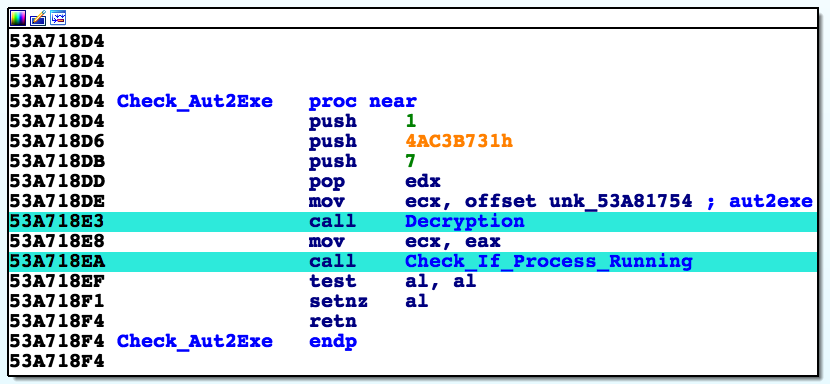 53A718D4
53A718D4
53A718D4
53A718D4 Check_Aut2Exe proc near
53A718D4 push 1
53A718D6 push 4AC3B731h
53A718DB push 7
53A718DD pop edx
53A718DE mov ecx, offset unk_53A81754 ; aut2exe
53A718E3 call Decryption
53A718E8 mov ecx, eax
53A718EA call Check_If_Process_Running
53A718EF test al, al
53A718F1 setnz al
53A718F4 retn
53A718F4 Check_Aut2Exe endp
53A718F4